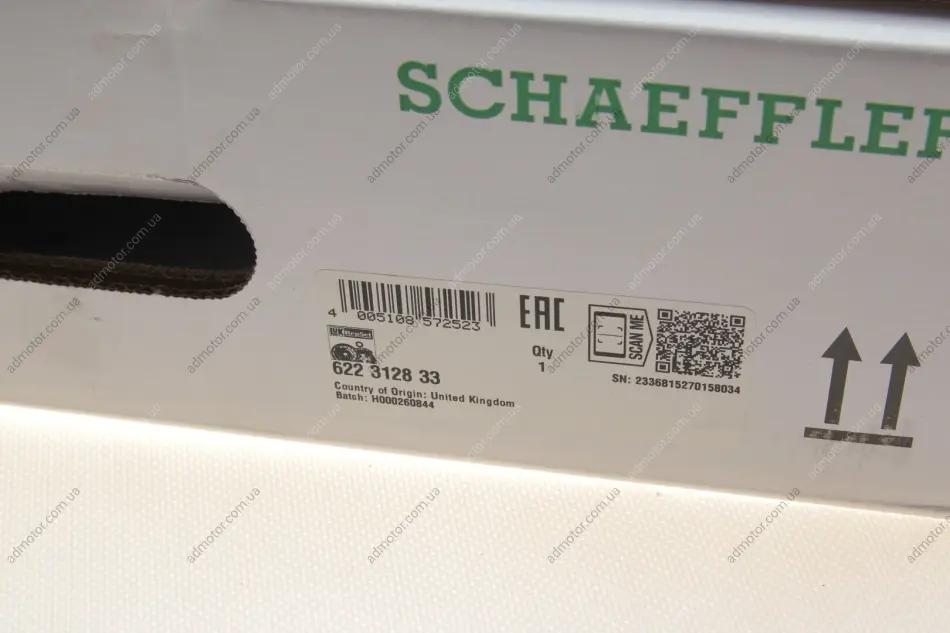 SCHAEFFLER
4 005108 572523
EAC
SCAN ME
Qty
1
622 3128 33
SN: 2336815270158034
Country of Origin: United Kingdom
Batch: H000260844
admotor.com.ua